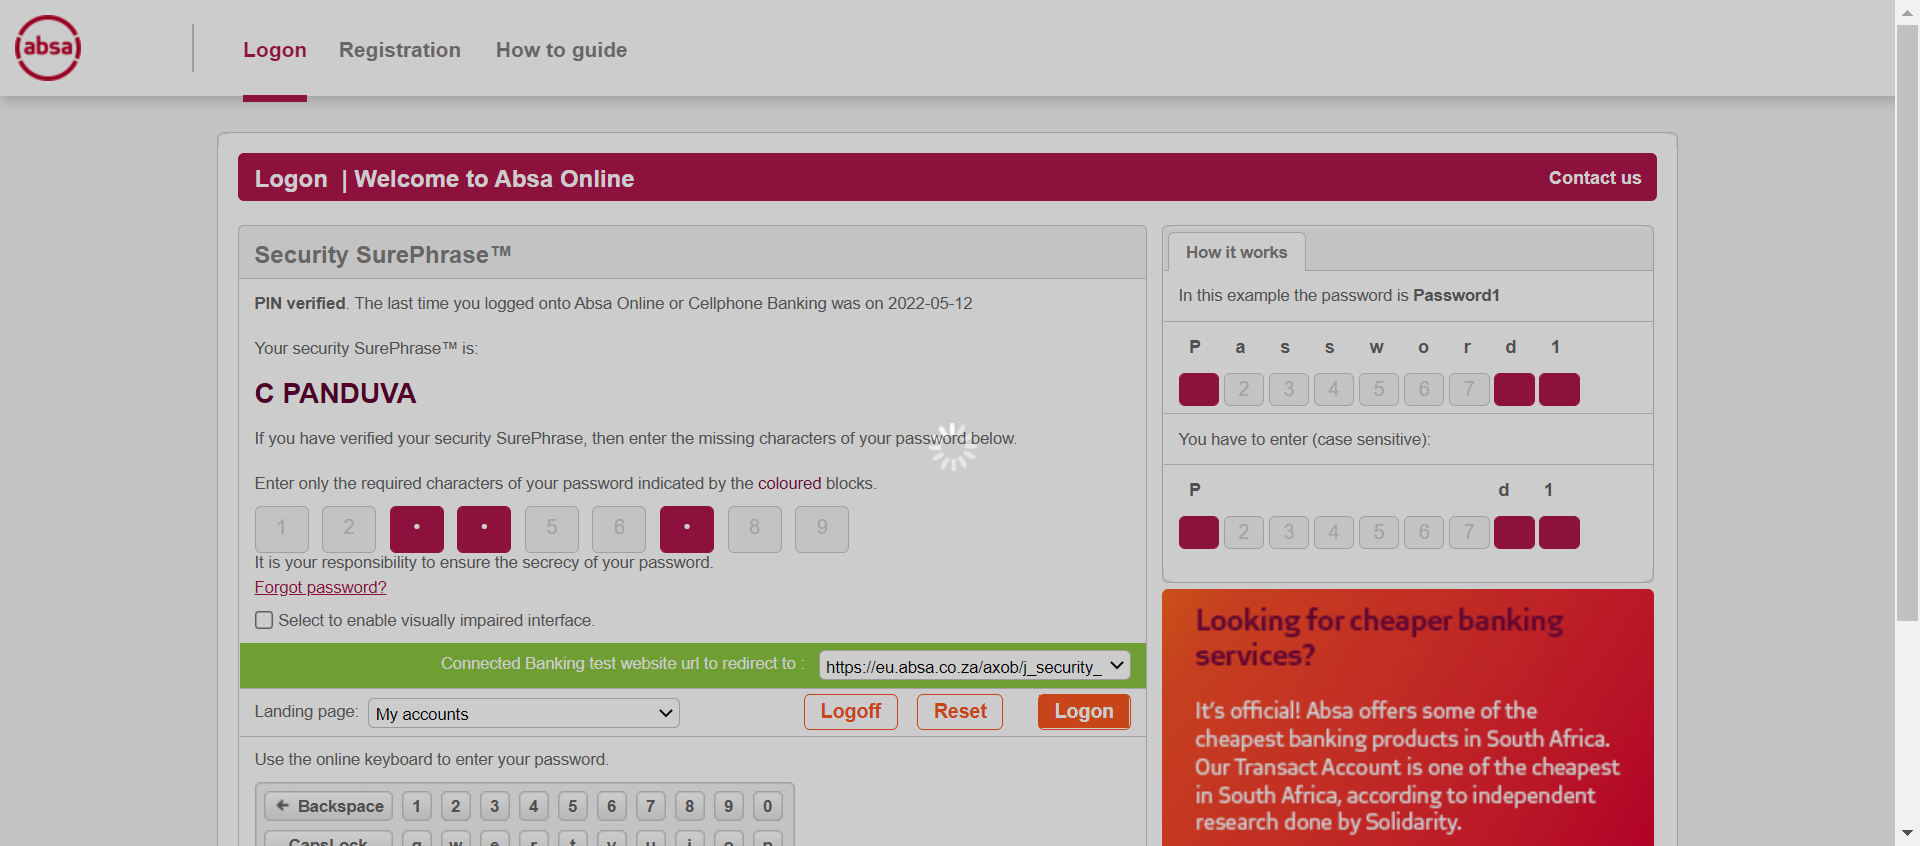 absa
Logon Registration How to guide
Logon | Welcome to Absa Online
Contact us
Security SurePhrase™
PIN verified. The last time you logged onto Absa Online or Cellphone Banking was on 2022-05-12
Your security SurePhrase™ is:
C PANDUVA
If you have verified your security SurePhrase, then enter the missing characters of your password below.
Enter only the required characters of your password indicated by the coloured blocks.
1 2 • • 5 6 • 8 9
It is your responsibility to ensure the secrecy of your password.
Forgot password?
Select to enable visually impaired interface.
Connected Banking test website url to redirect to : https://eu.absa.co.za/axob/j_security_
Landing page: My accounts Logoff Reset Logon
Use the online keyboard to enter your password.
Backspace 1 2 3 4 5 6 7 8 9 0
CapsLock q w e r t y u i o p
How it works
In this example the password is Password1
P a s s w o r d 1
2 3 4 5 6 7
You have to enter (case sensitive):
P d 1
2 3 4 5 6 7
Looking for cheaper banking
services?
It's official! Absa offers some of the
cheapest banking products in South Africa.
Our Transact Account is one of the cheapest
in South Africa, according to independent
research done by Solidarity.